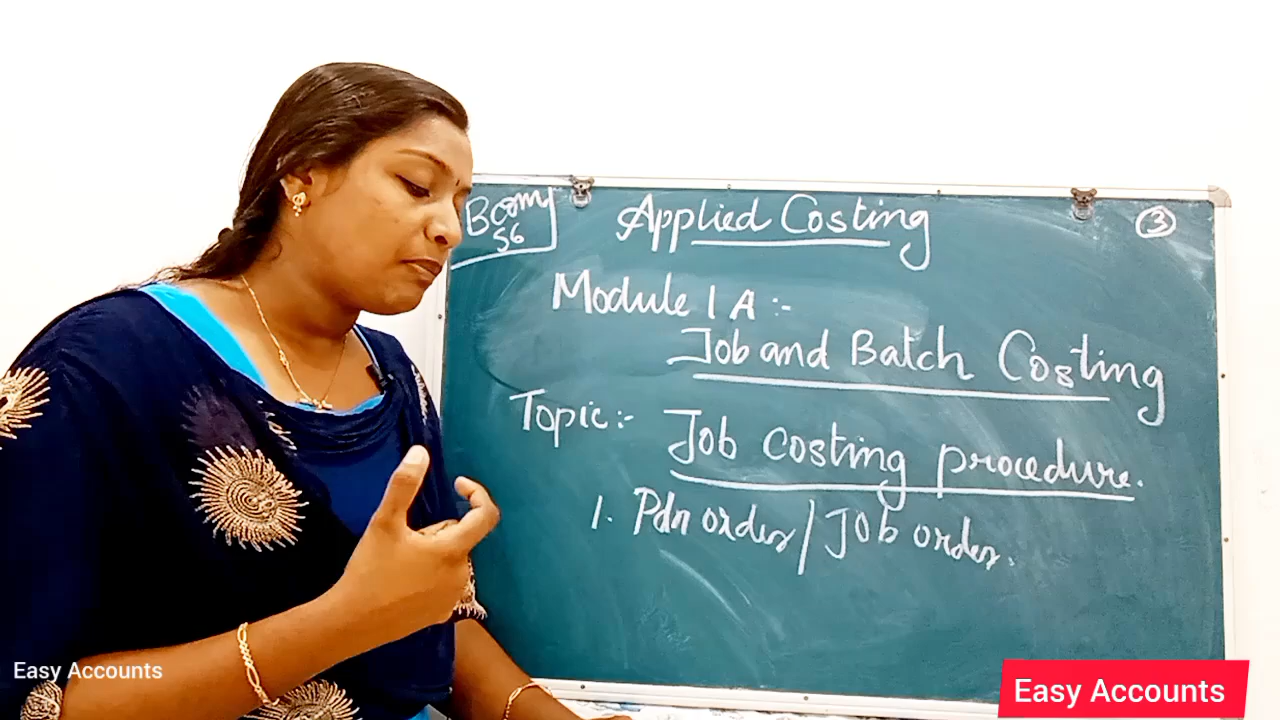 Bcom
S6
Applied Costing
3
Module 1 A :-
Job and Batch Costing
Topic :- Job costing procedure.
1. Pdn order / Job order.
Easy Accounts
Easy Accounts